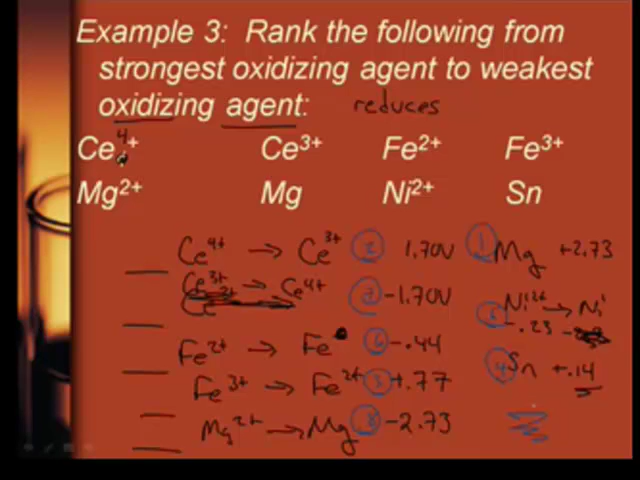 Example 3: Rank the following from
strongest oxidizing agent to weakest
oxidizing agent: reduces
Ce4+ Ce3+ Fe2+ Fe3+
Mg2+ Mg Ni2+ Sn
Ce4+ → Ce3+ ② 1.70V
① Mg +2.73
Ce3+ → Ce4+ ⑦ -1.70V
Ni2+ → Ni
⑤ -.23
Fe2+ → Fe ⑥ -.44
④ Sn +.14
Fe3+ → Fe2+ ③ +.77
Mg2+ → Mg ⑧ -2.73